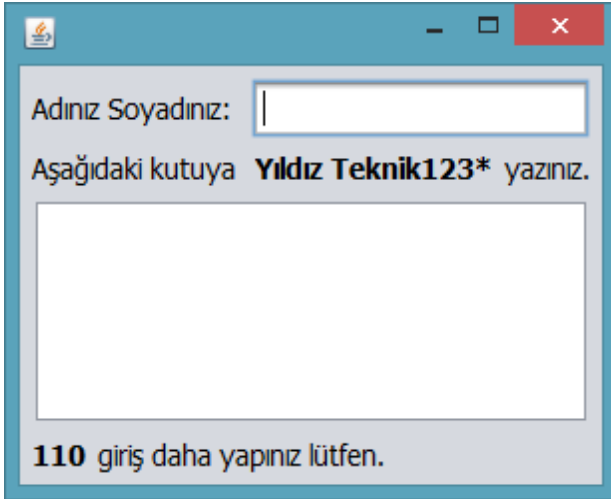 Adınız Soyadınız:
Aşağıdaki kutuya Yıldız Teknik123* yazınız.
110 giriş daha yapınız lütfen.